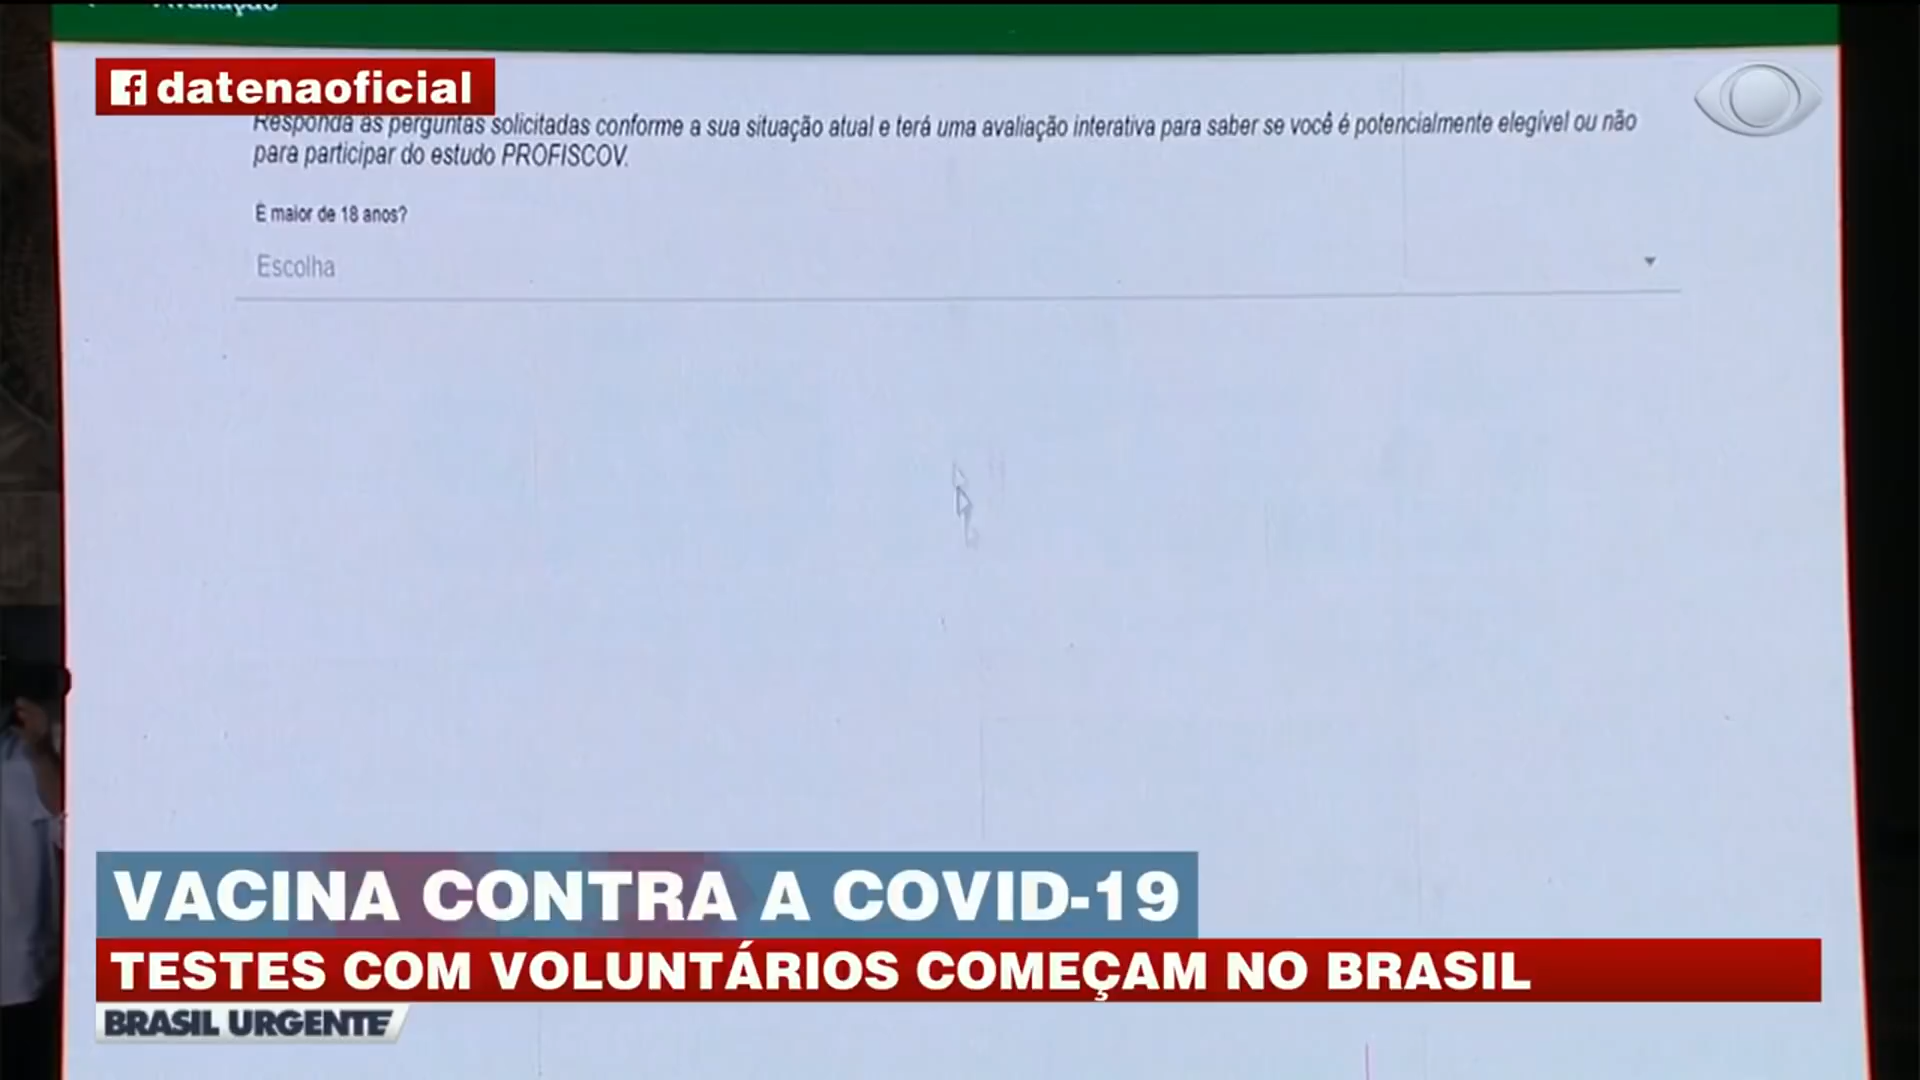 Avaliação
datenaoficial
Responda as perguntas solicitadas conforme a sua situação atual e terá uma avaliação interativa para saber se você é potencialmente elegível ou não
para participar do estudo PROFISCOV.
É maior de 18 anos?
Escolha
VACINA CONTRA A COVID-19
TESTES COM VOLUNTÁRIOS COMEÇAM NO BRASIL
BRASIL URGENTE